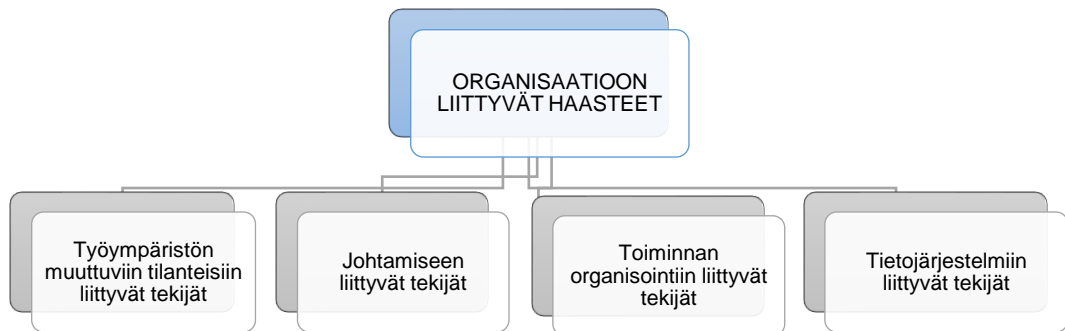 ORGANISAATIOON
LIITTYVÄT HAASTEET
Työympäristön
muuttuviin tilanteisiin
liittyvät tekijät
Johtamiseen
liittyvät tekijät
Toiminnan
organisointiin liittyvät
tekijät
Tietojärjestelmiin
liittyvät tekijät